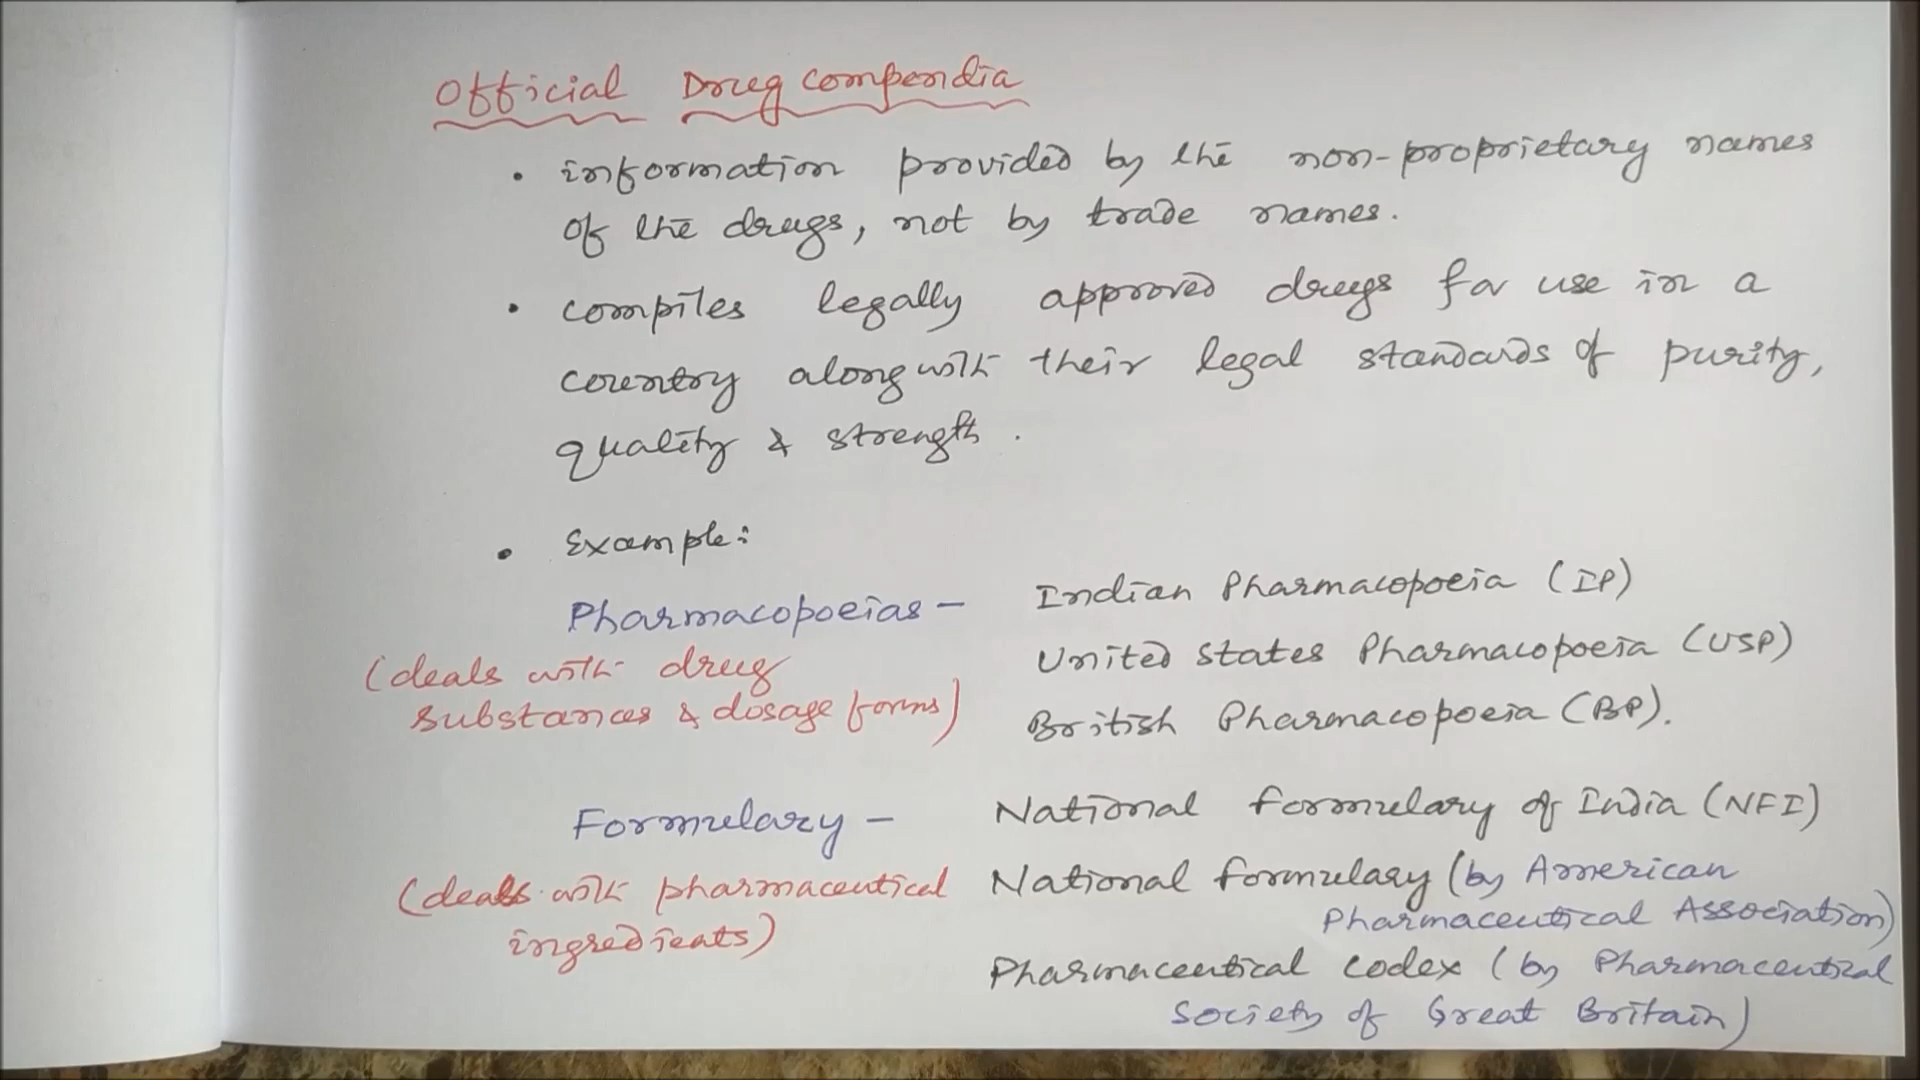 Official Drug Compendia
• information provided by the non-proprietary names
of the drugs, not by trade names.
• compiles legally approved drugs for use in a
country along with their legal standards of purity,
quality & strength.
• Example:
Pharmacopoeias - Indian Pharmacopoeia (IP)
(deals with drug
substances & dosage forms)
United states Pharmacopoeia (USP)
British Pharmacopoeia (BP).
Formulary - National formulary of India (NFI)
(deals with pharmaceutical
ingredients)
National formulary (by American
Pharmaceutical Association)
Pharmaceutical codex (by Pharmaceutical
Society of Great Britain)